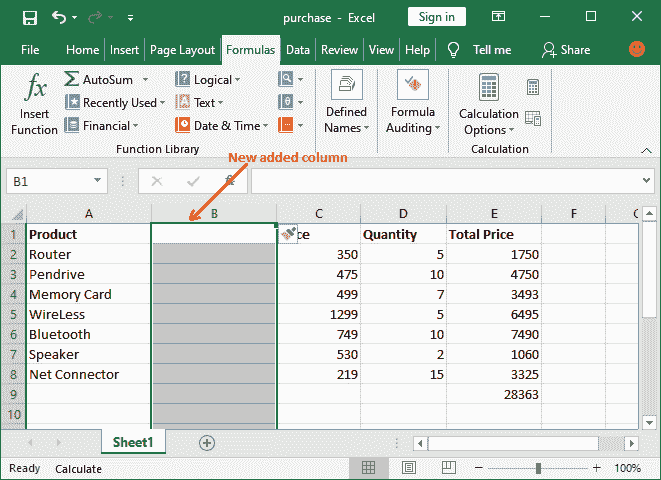 purchase - Excel
Sign in
File Home Insert Page Layout Formulas Data Review View Help Tell me Share
fx AutoSum Logical
Insert Function Recently Used Text Defined Names Formula Auditing Calculation Options
Financial Date & Time
Function Library Calculation
New added column
B1 fx
A B C D E F
1 Product Quantity Total Price
2 Router 350 5 1750
3 Pendrive 475 10 4750
4 Memory Card 499 7 3493
5 WireLess 1299 5 6495
6 Bluetooth 749 10 7490
7 Speaker 530 2 1060
8 Net Connector 219 15 3325
9 28363
10
Sheet1
Ready Calculate 100%